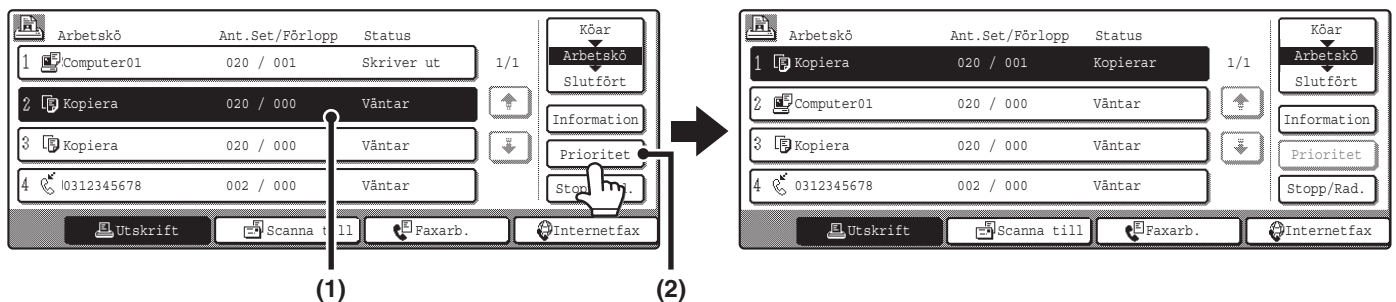 Arbetskö Ant.Set/Förlopp Status
1 Computer01 020 / 001 Skriver ut
2 Kopiera 020 / 000 Väntar
3 Kopiera 020 / 000 Väntar
4 0312345678 002 / 000 Väntar
1/1
Köar
Arbetskö
Slutfört
Information
Prioritet
Utskrift Scanna till Faxarb. Internetfax
(1) (2)
Arbetskö Ant.Set/Förlopp Status
1 Kopiera 020 / 001 Kopierar
2 Computer01 020 / 000 Väntar
3 Kopiera 020 / 000 Väntar
4 0312345678 002 / 000 Väntar
1/1
Köar
Arbetskö
Slutfört
Information
Prioritet
Stopp/Rad.
Utskrift Scanna till Faxarb. Internetfax